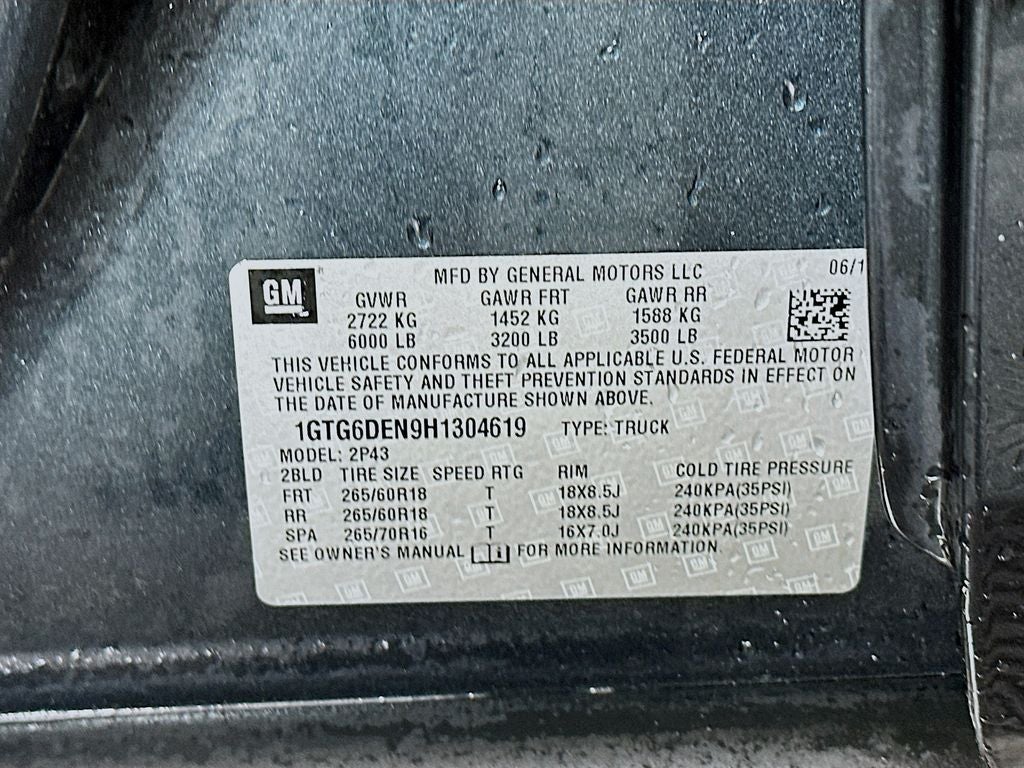 MFD BY GENERAL MOTORS LLC 06/1
GM
GVWR GAWR FRT GAWR RR
2722 KG 1452 KG 1588 KG
6000 LB 3200 LB 3500 LB
THIS VEHICLE CONFORMS TO ALL APPLICABLE U.S. FEDERAL MOTOR
VEHICLE SAFETY AND THEFT PREVENTION STANDARDS IN EFFECT ON
THE DATE OF MANUFACTURE SHOWN ABOVE.
1GTG6DEN9H1304619 TYPE: TRUCK
MODEL: 2P43
2BLD TIRE SIZE SPEED RTG RIM COLD TIRE PRESSURE
FRT 265/60R18 T 18X8.5J 240KPA(35PSI)
RR 265/60R18 T 18X8.5J 240KPA(35PSI)
SPA 265/70R16 T 16X7.0J 240KPA(35PSI)
SEE OWNER'S MANUAL FOR MORE INFORMATION.